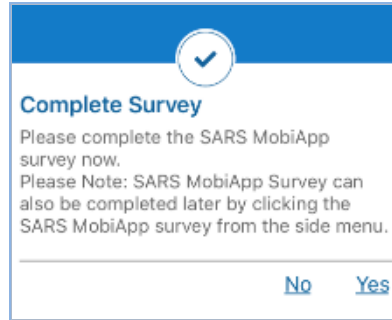 Complete Survey
Please complete the SARS MobiApp
survey now.
Please Note: SARS MobiApp Survey can
also be completed later by clicking the
SARS MobiApp survey from the side menu.
No Yes